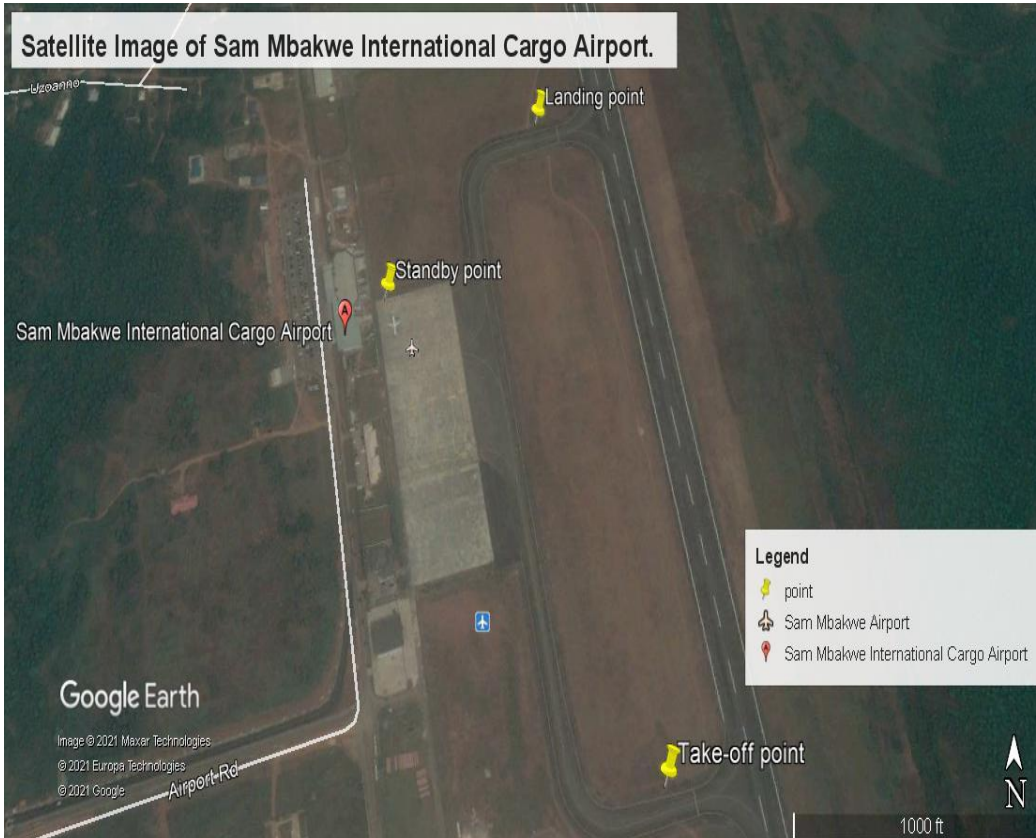 Satellite Image of Sam Mbakwe International Cargo Airport.
Uzoanno
Landing point
Standby point
A
Sam Mbakwe International Cargo Airport
Legend
point
Sam Mbakwe Airport
Sam Mbakwe International Cargo Airport
Google Earth
Image © 2021 Maxar Technologies
© 2021 Europa Technologies
© 2021 Google
Airport Rd
Take-off point
N
1000 ft